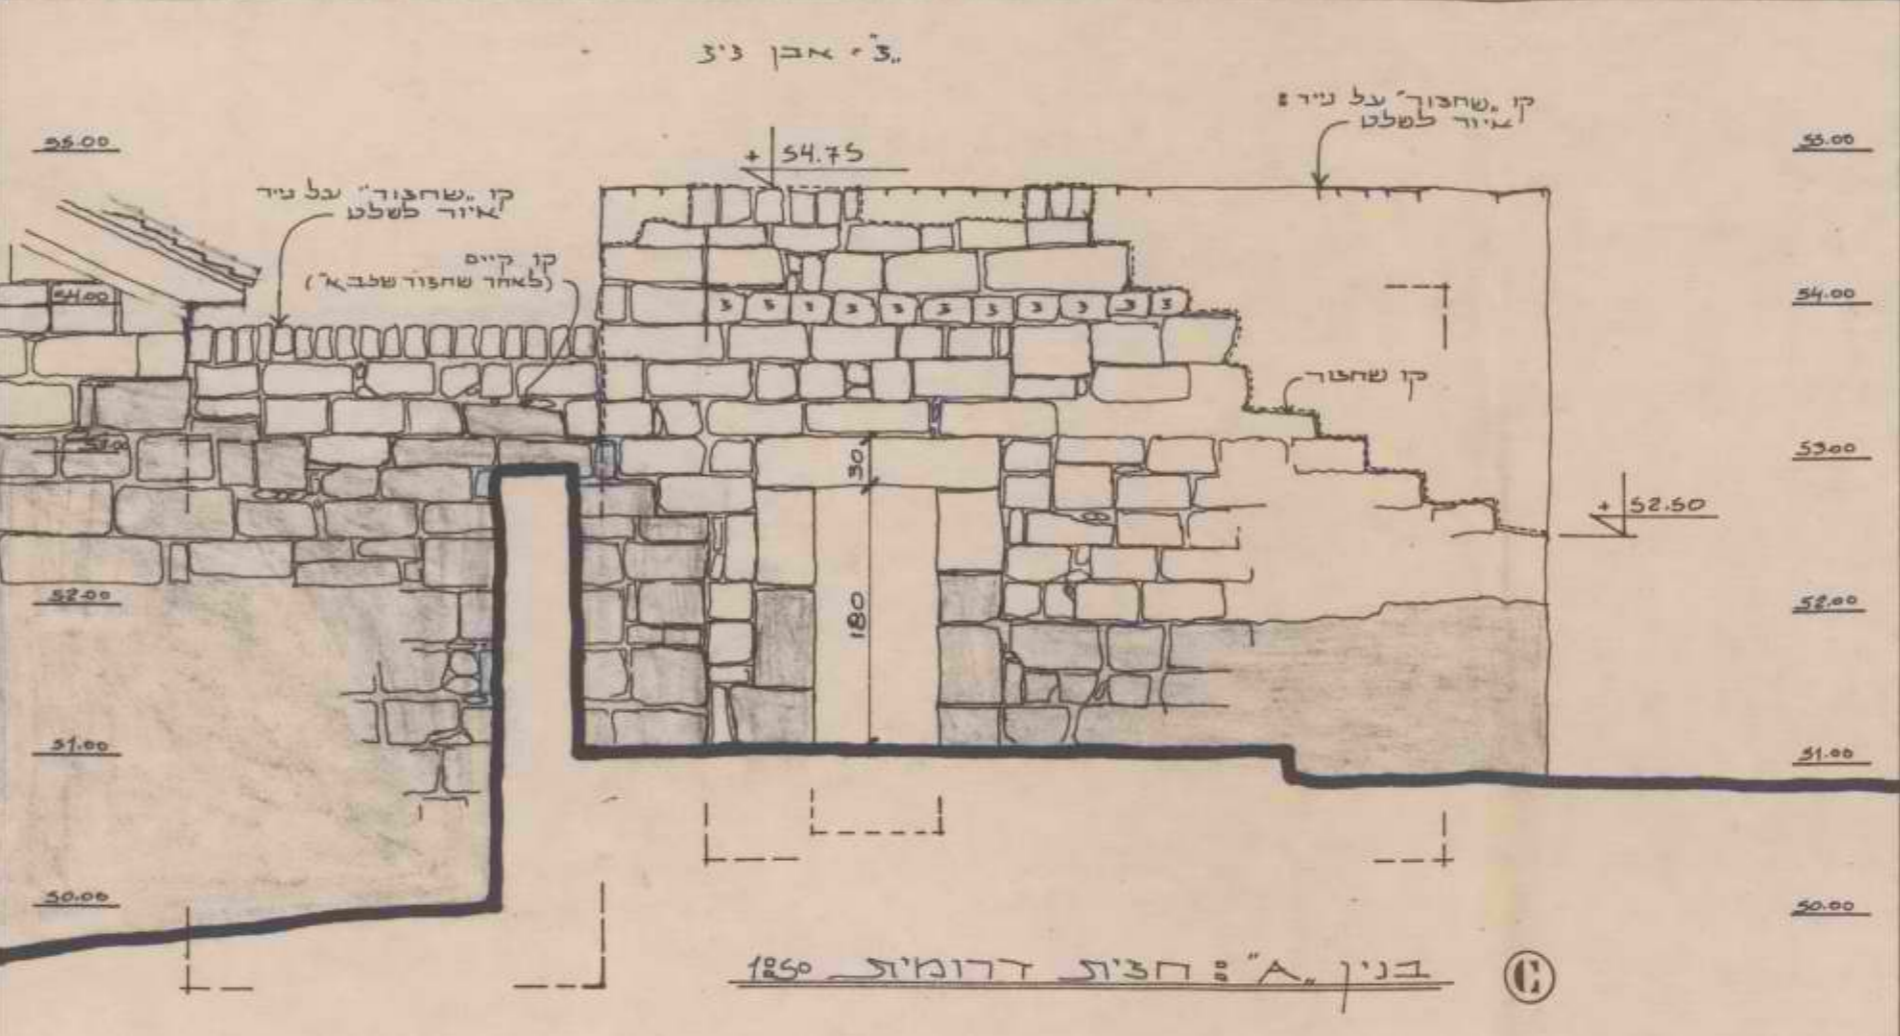 „ז" - אבן זיז
קו „שחזור" על נייר:
איור לשלט
55.00
55.00
+ 54.75
קו „שחזור" על נייר
איור לשלט
קו קיים
(לאחר שחזור שלב א')
54.00
ז ז ז ז ז ז ז ז ז ז ז
54.00
קו שחזור
53.00
30
53.00
+ 52.50
52.00
180
52.00
51.00
51.00
50.00
50.00
בנין „A": חזית דרומית 1:50
C